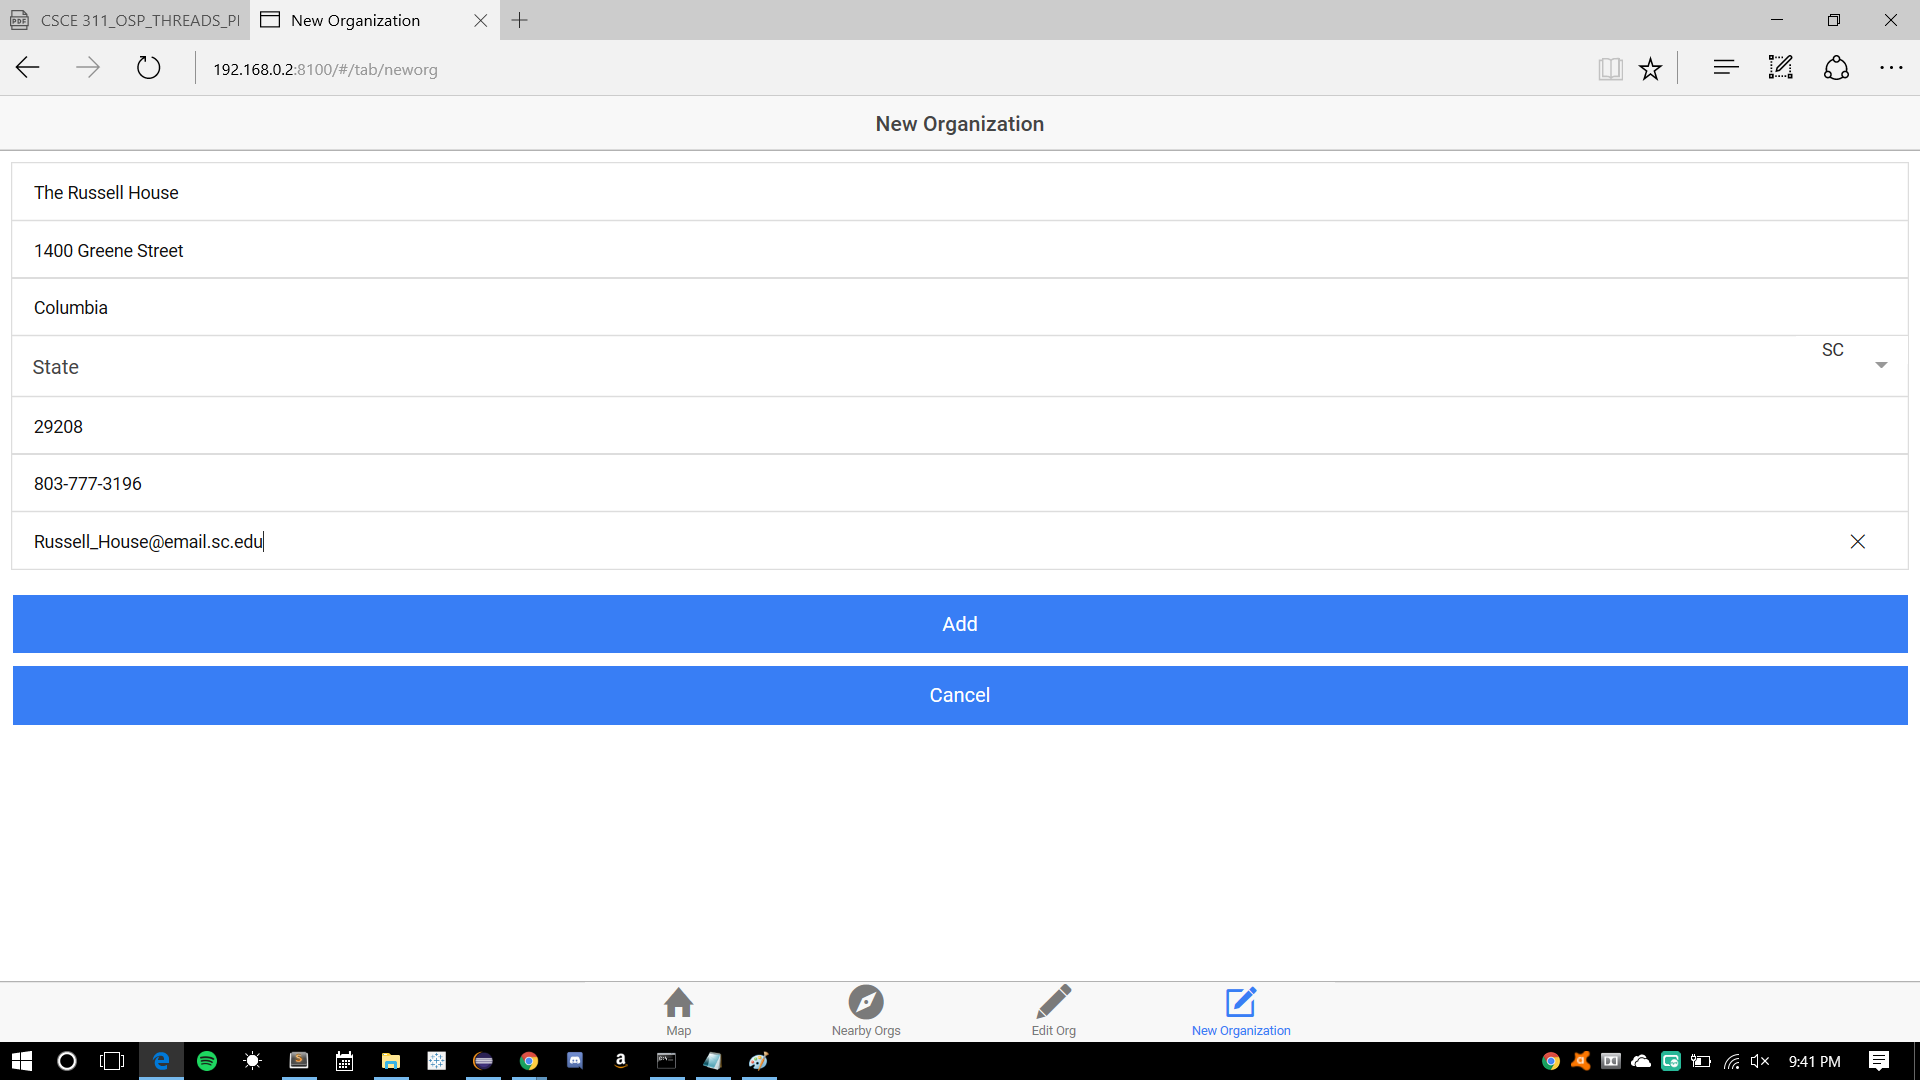 CSCE 311_OSP_THREADS_PI
New Organization
192.168.0.2:8100/#/tab/neworg
New Organization
The Russell House
1400 Greene Street
Columbia
State
SC
29208
803-777-3196
Russell_House@email.sc.edu
Add
Cancel
Map
Nearby Orgs
Edit Org
New Organization
9:41 PM